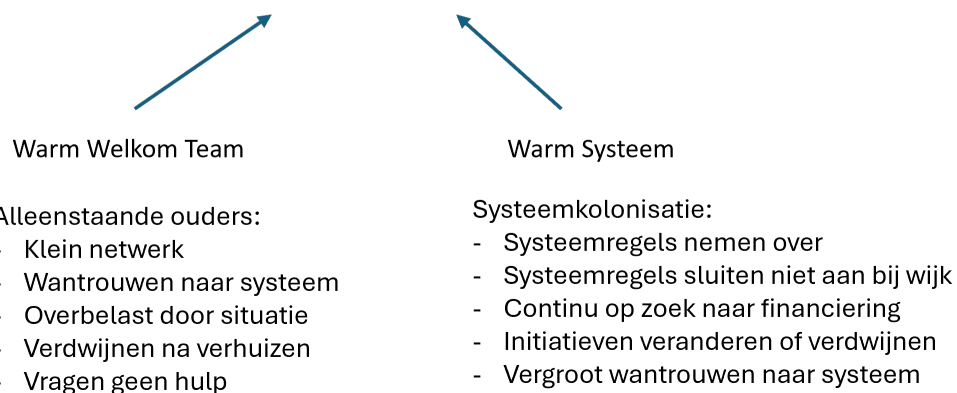 Warm Welkom Team
Alleenstaande ouders:
- Klein netwerk
- Wantrouwen naar systeem
- Overbelast door situatie
- Verdwijnen na verhuizen
- Vragen geen hulp
Warm Systeem
Systeemkolonisatie:
- Systeemregels nemen over
- Systeemregels sluiten niet aan bij wijk
- Continu op zoek naar financiering
- Initiatieven veranderen of verdwijnen
- Vergroot wantrouwen naar systeem